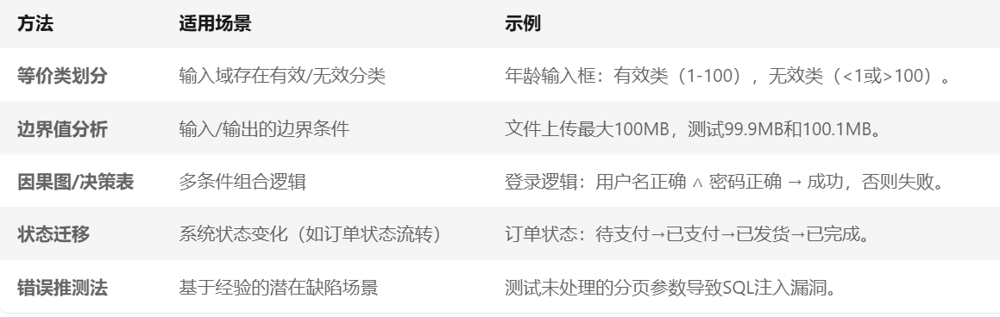 方法 适用场景 示例
等价类划分 输入域存在有效/无效分类 年龄输入框：有效类（1-100），无效类（<1或>100）。
边界值分析 输入/输出的边界条件 文件上传最大100MB，测试99.9MB和100.1MB。
因果图/决策表 多条件组合逻辑 登录逻辑：用户名正确 ∧ 密码正确 → 成功，否则失败。
状态迁移 系统状态变化（如订单状态流转） 订单状态：待支付→已支付→已发货→已完成。
错误推测法 基于经验的潜在缺陷场景 测试未处理的分页参数导致SQL注入漏洞。